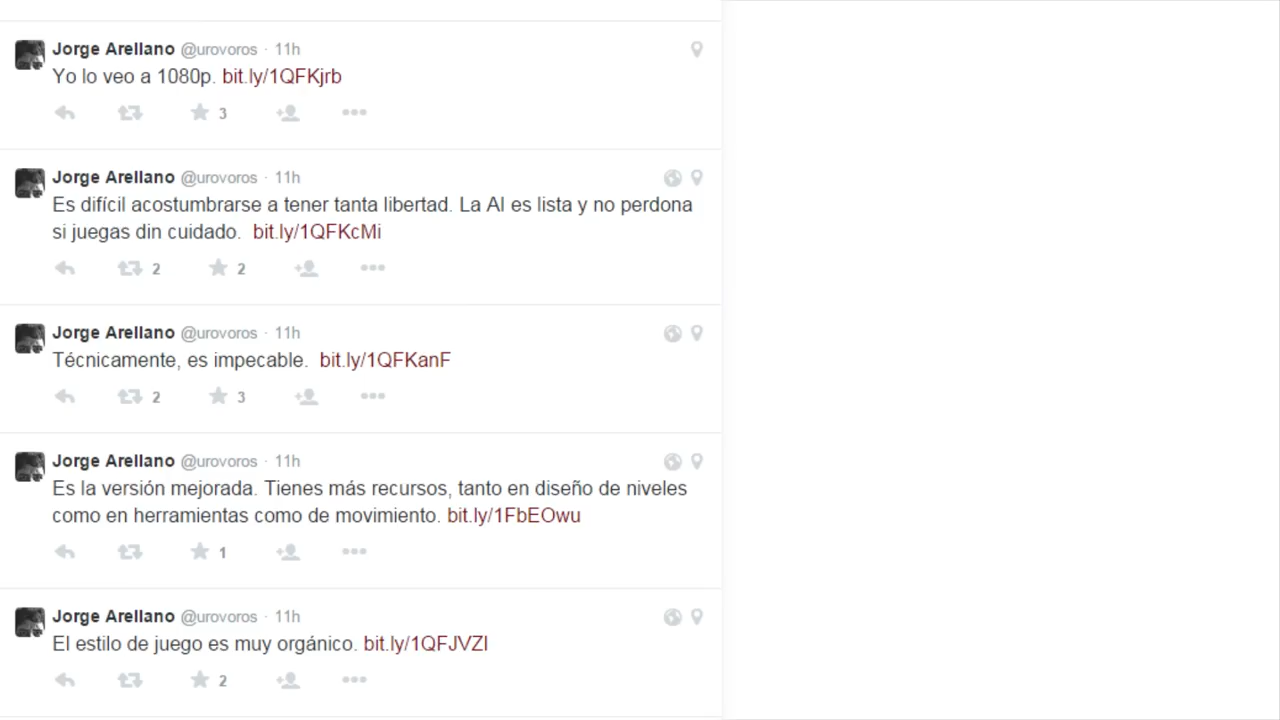 Jorge Arellano @urovoros · 11h
Yo lo veo a 1080p. bit.ly/1QFKjrb
3
Jorge Arellano @urovoros · 11h
Es difícil acostumbrarse a tener tanta libertad. La AI es lista y no perdona
si juegas din cuidado. bit.ly/1QFKcMi
2 2
Jorge Arellano @urovoros · 11h
Técnicamente, es impecable. bit.ly/1QFKanF
2 3
Jorge Arellano @urovoros · 11h
Es la versión mejorada. Tienes más recursos, tanto en diseño de niveles
como en herramientas como de movimiento. bit.ly/1FbEOwu
1
Jorge Arellano @urovoros · 11h
El estilo de juego es muy orgánico. bit.ly/1QFJVZl
2